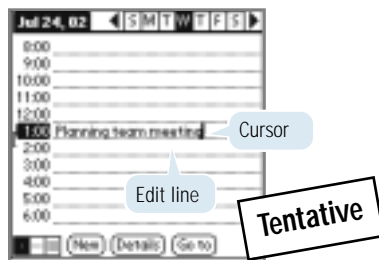 Jul 24, 02 S M T W T F S
8:00
9:00
10:00
11:00
12:00
1:00 Planning team meeting
Cursor
2:00
3:00
4:00
Edit line
5:00
6:00
Tentative
New Details Go to